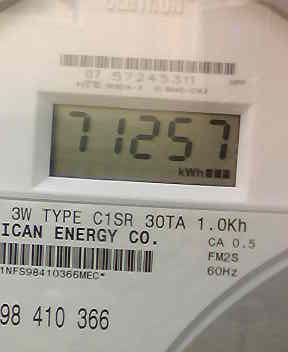 CENTRON
07 57245311
71257
kWh
3W TYPE C1SR 30TA 1.0Kh
ICAN ENERGY CO.
CA 0.5
FM2S
60Hz
1NFS98410366MEC*
98 410 366